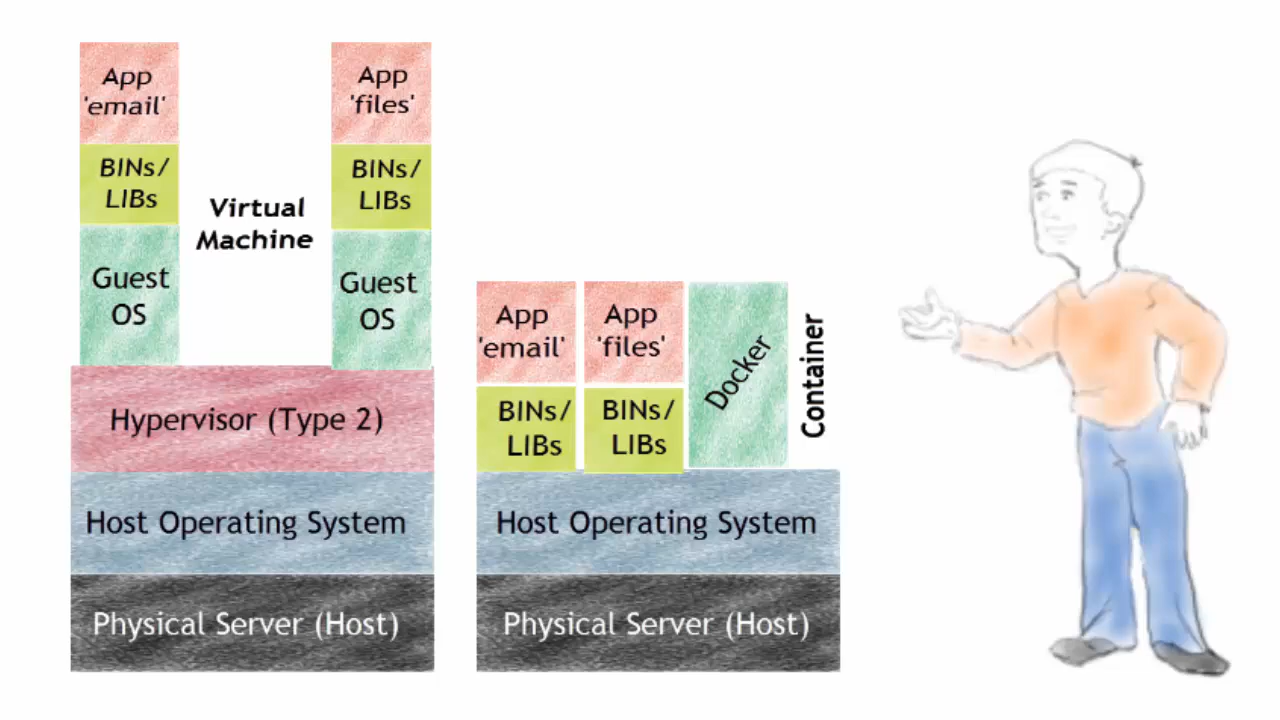 App
'email'
BINs/
LIBs
Guest
OS
Virtual
Machine
App
'files'
BINs/
LIBs
Guest
OS
Hypervisor (Type 2)
Host Operating System
Physical Server (Host)
App
'email'
BINs/
LIBs
App
'files'
BINs/
LIBs
Docker
Container
Host Operating System
Physical Server (Host)